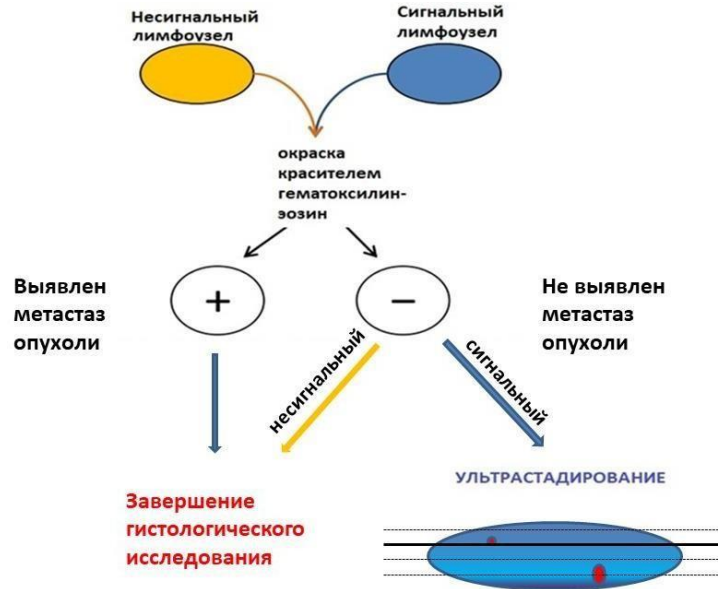 Несигнальный
лимфоузел
Сигнальный
лимфоузел
окраска
красителем
гематоксилин-
эозин
Выявлен
метастаз
опухоли
+
−
Не выявлен
метастаз
опухоли
несигнальный
сигнальный
Завершение
гистологического
исследования
УЛЬТРАСТАДИРОВАНИЕ